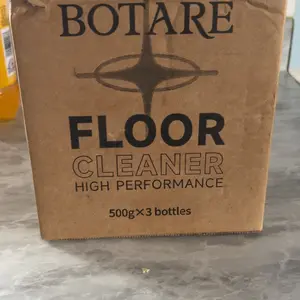 BOTARE
FLOOR
CLEANER
HIGH PERFORMANCE
500g×3 bottles